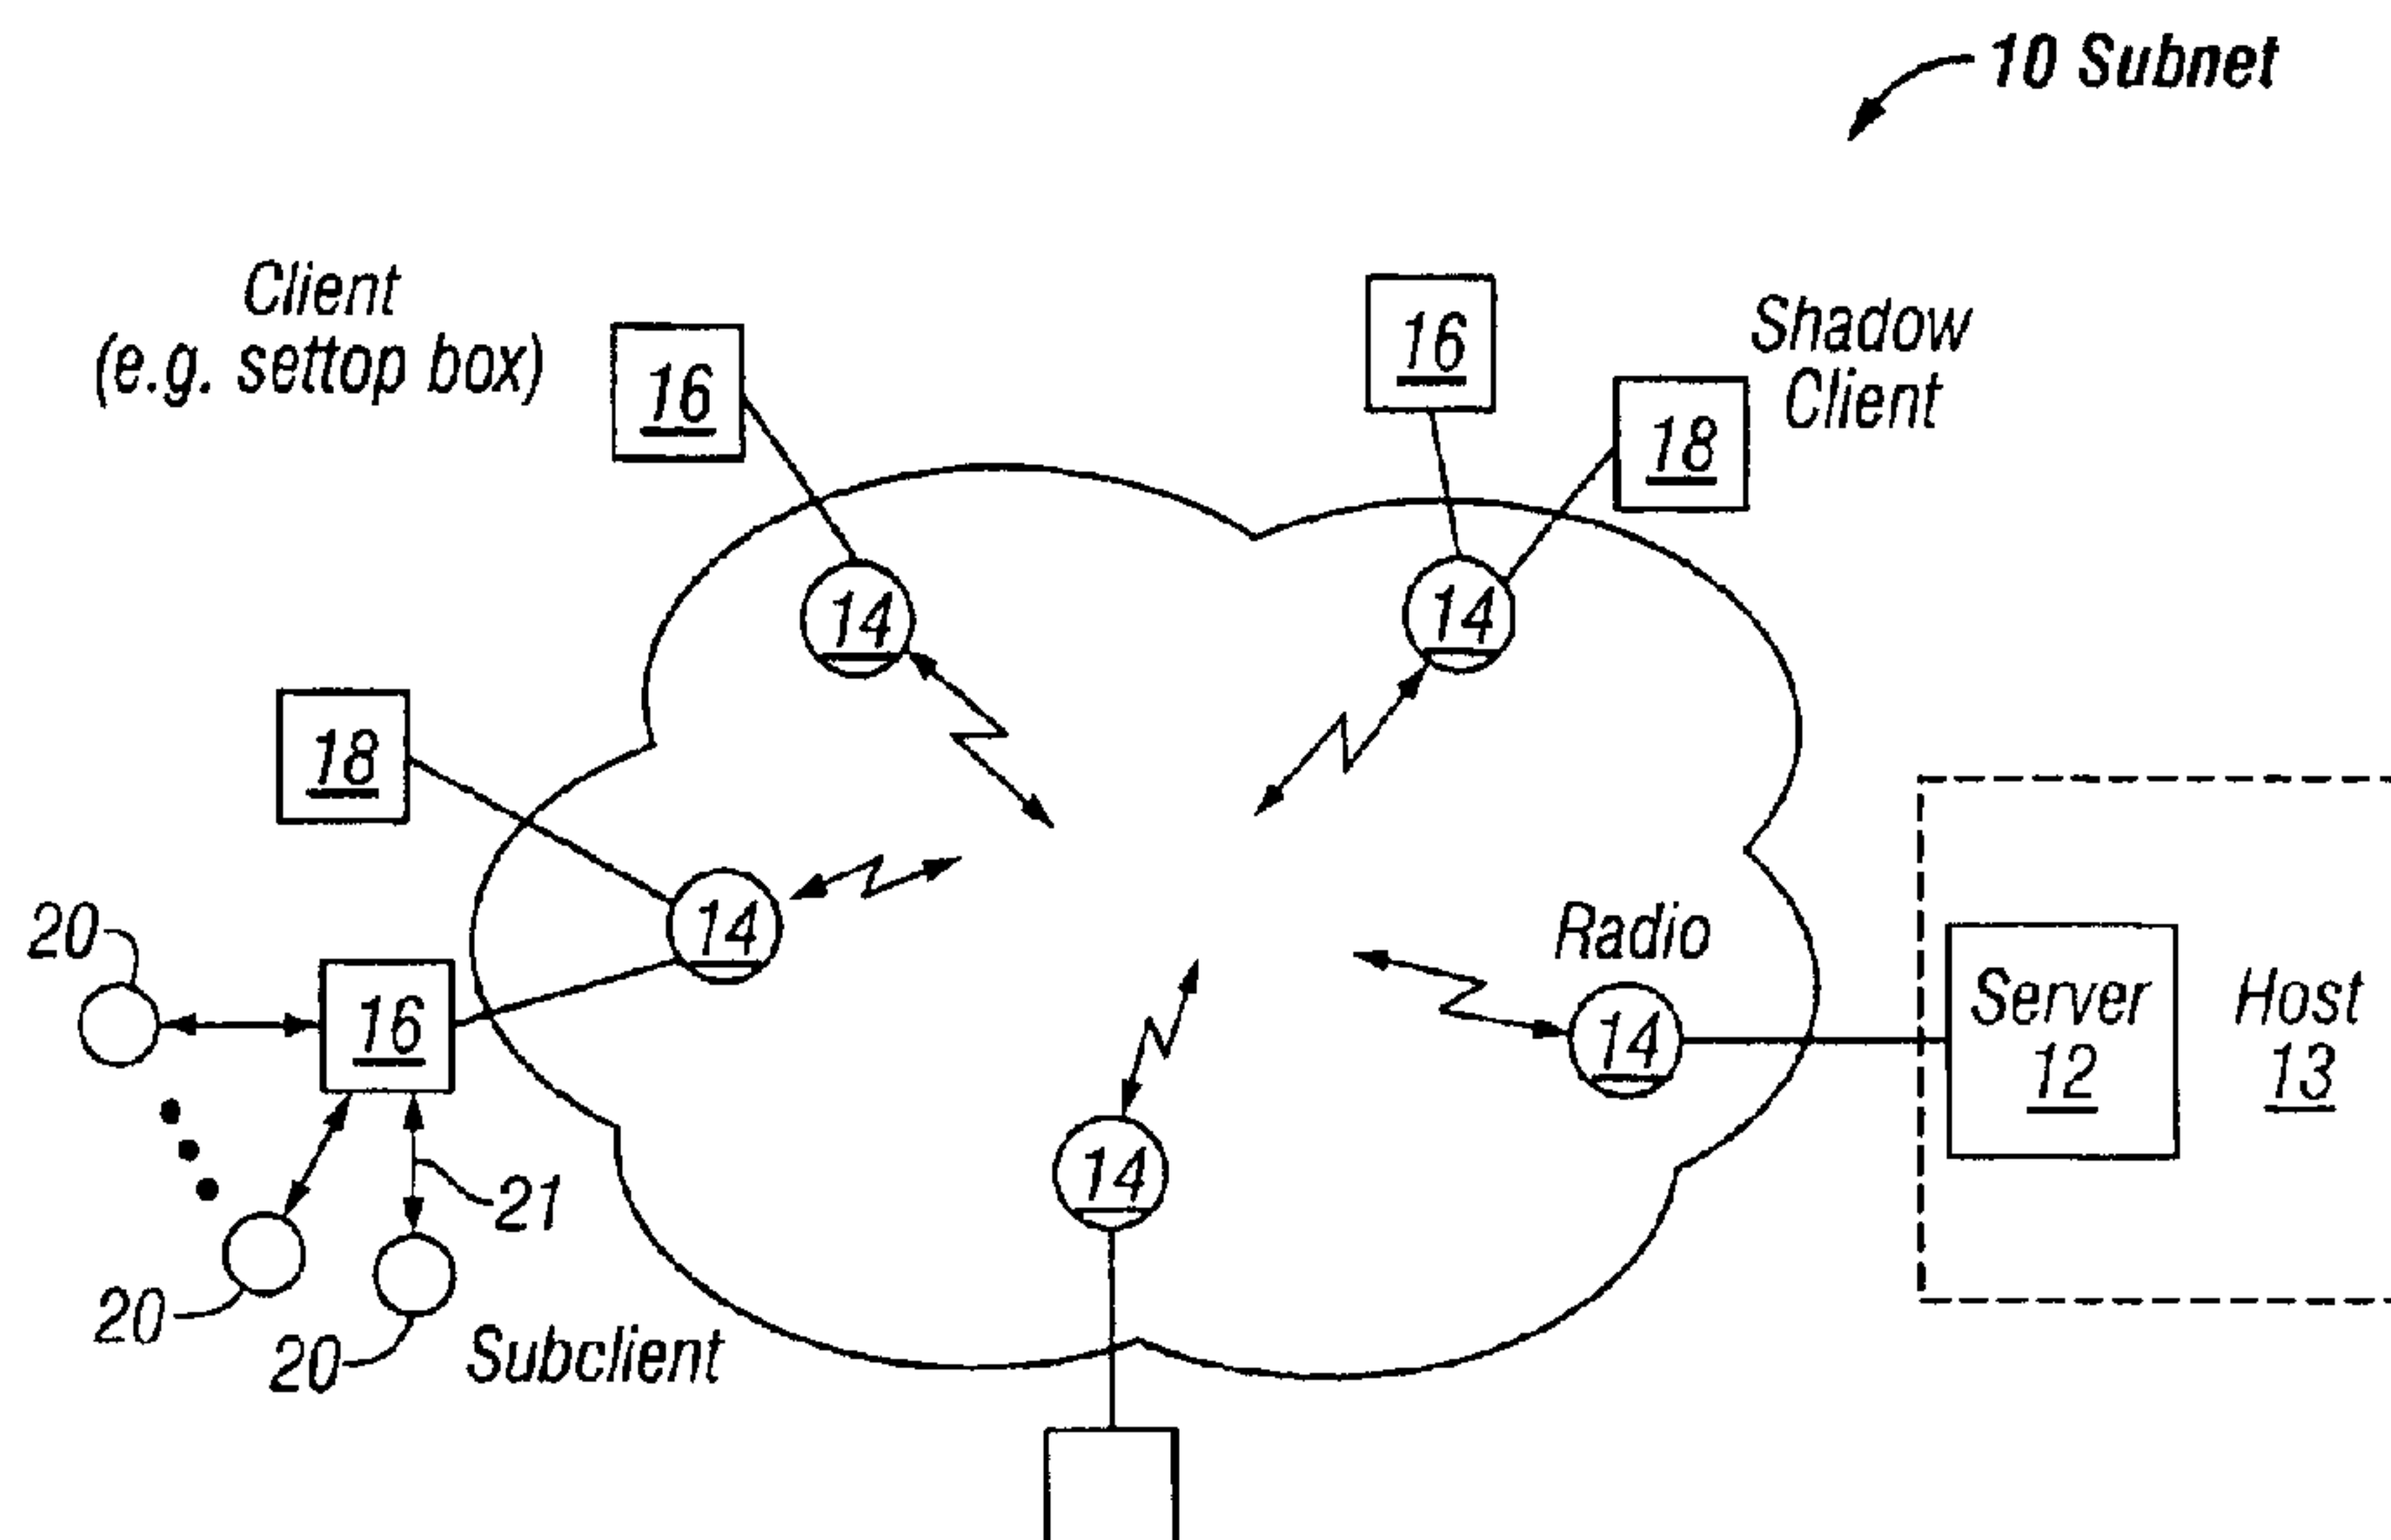 10 Subnet
Client
(e.g. settop box)
16
16
Shadow
Client
18
14
14
18
14
20
16
Radio
14
Server
12
Host
13
14
21
20
20
Subclient